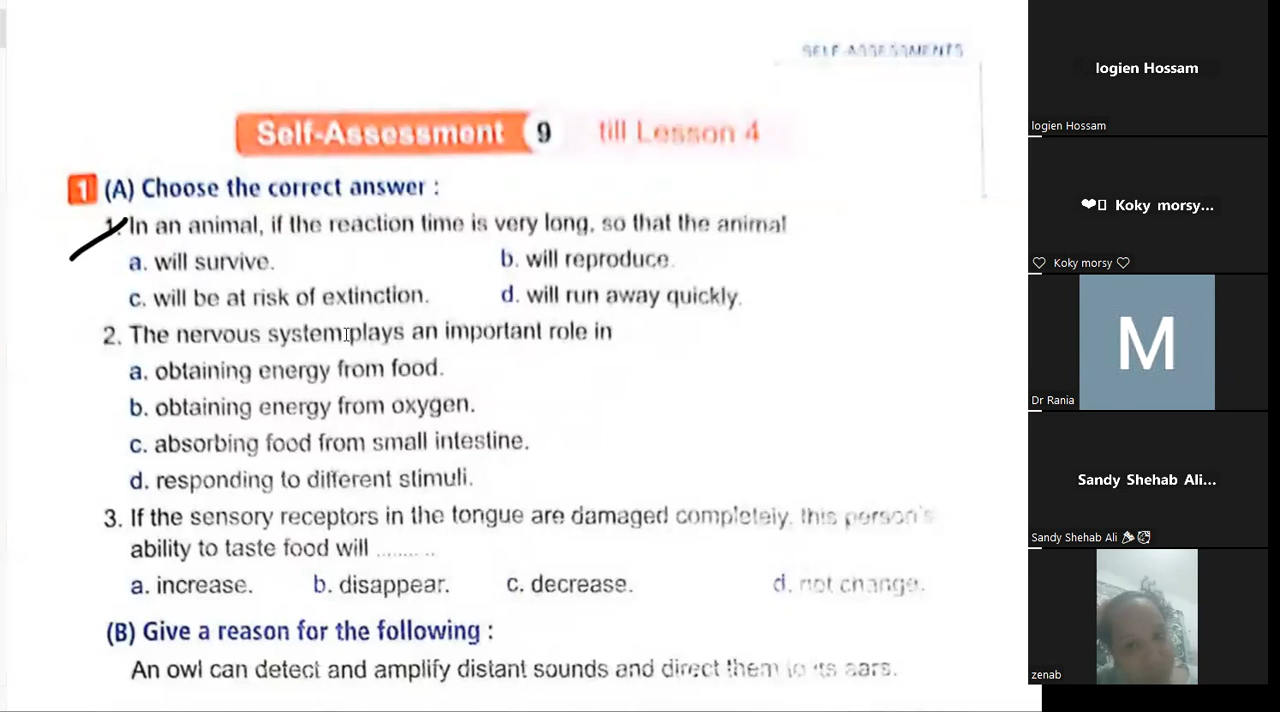 SELF-ASSESSMENTS
Self-Assessment 9 till Lesson 4
1 (A) Choose the correct answer :
1. In an animal, if the reaction time is very long, so that the animal
a. will survive. b. will reproduce.
c. will be at risk of extinction. d. will run away quickly.
2. The nervous system plays an important role in
a. obtaining energy from food.
b. obtaining energy from oxygen.
c. absorbing food from small intestine.
d. responding to different stimuli.
3. If the sensory receptors in the tongue are damaged completely, this person's
ability to taste food will ..........
a. increase. b. disappear. c. decrease. d. not change.
(B) Give a reason for the following :
An owl can detect and amplify distant sounds and direct them to its ears.
logien Hossam
logien Hossam
❤️ Koky morsy...
♡ Koky morsy ♡
M
Dr Rania
Sandy Shehab Ali...
Sandy Shehab Ali
zenab